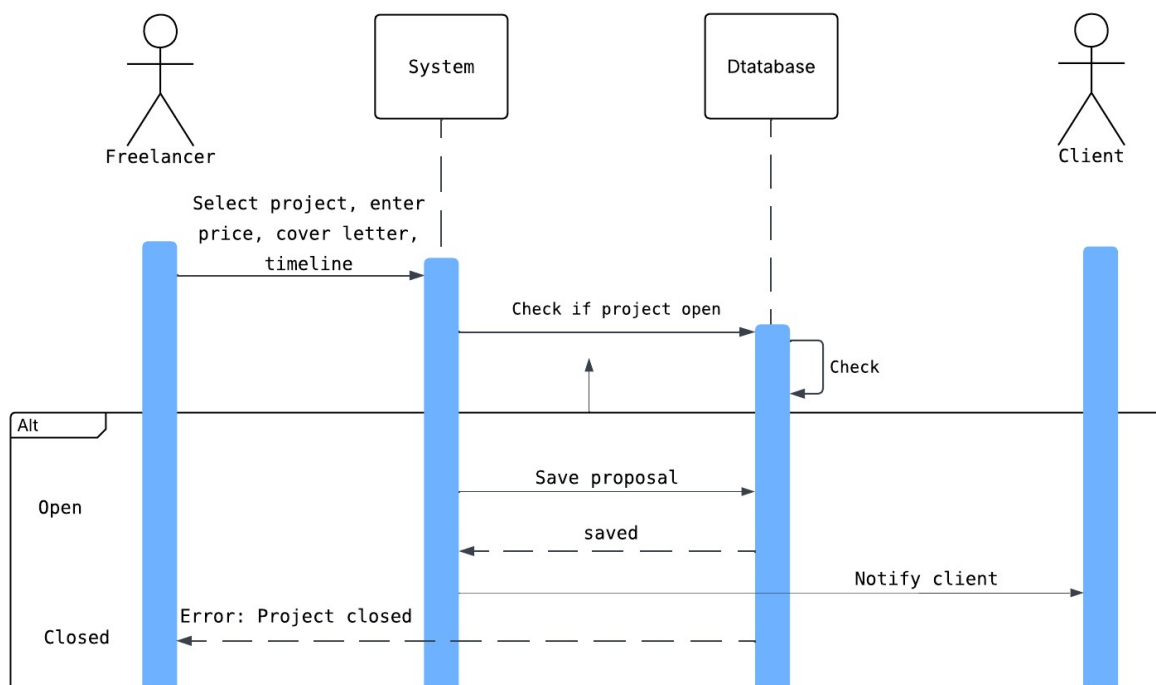 System
Dtatabase
Freelancer
Client
Select project, enter
price, cover letter,
timeline
Check if project open
Check
Alt
Save proposal
Open
saved
Notify client
Error: Project closed
Closed